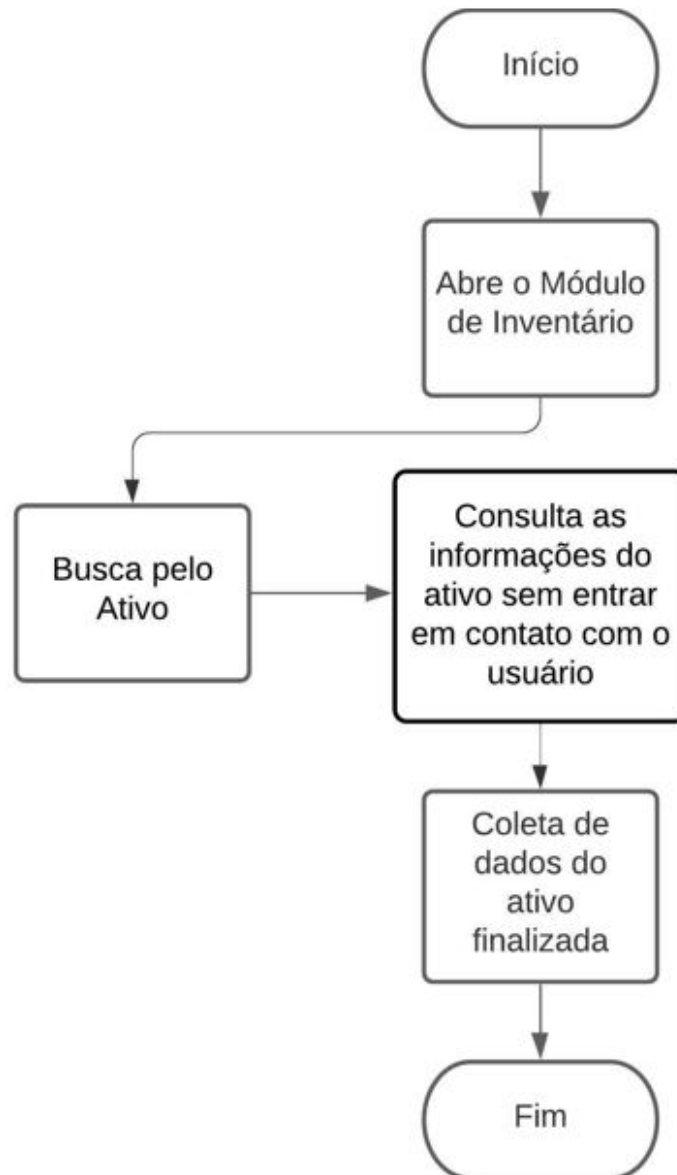 Início
Abre o Módulo
de Inventário
Busca pelo
Ativo
Consulta as
informações do
ativo sem entrar
em contato com o
usuário
Coleta de
dados do
ativo
finalizada
Fim